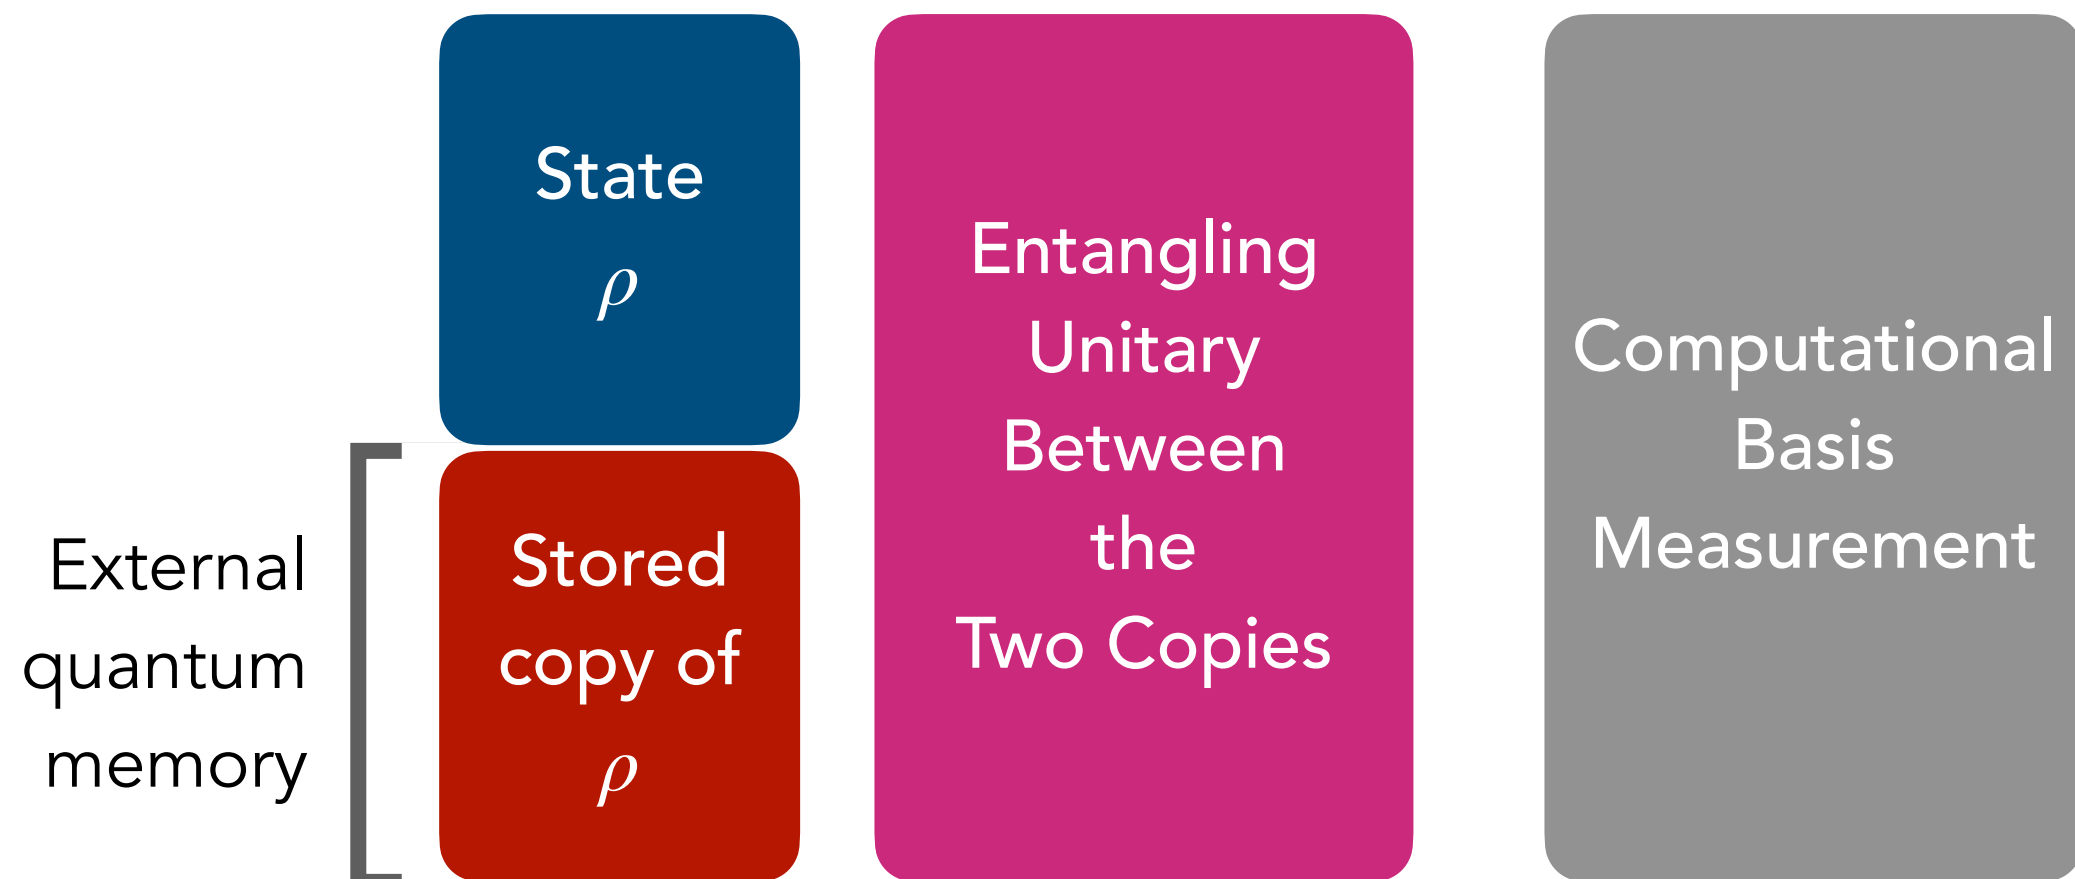 State
ρ
External
quantum
memory
Stored
copy of
ρ
Entangling
Unitary
Between
the
Two Copies
Computational
Basis
Measurement